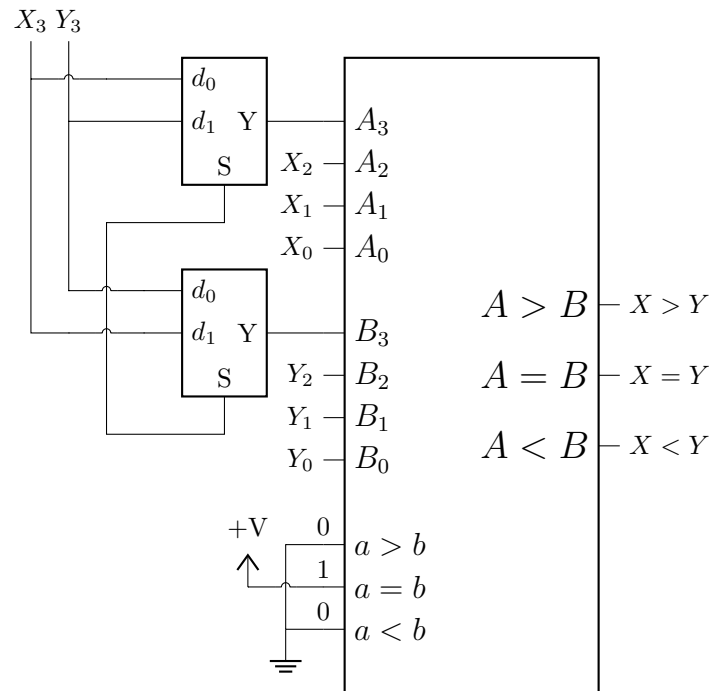 X₃ Y₃
d₀
d₁ Y
S
A₃
X₂ A₂
X₁ A₁
X₀ A₀
d₀
d₁ Y
S
B₃
Y₂ B₂
Y₁ B₁
Y₀ B₀
A > B X > Y
A = B X = Y
A < B X < Y
+V
0 a > b
1 a = b
0 a < b